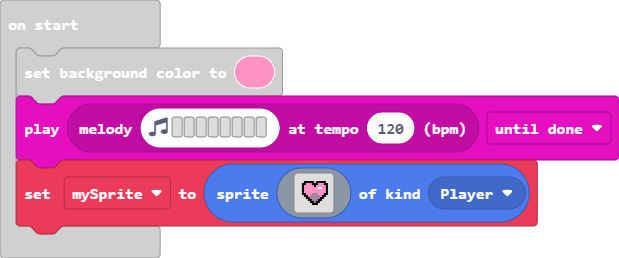 on start
set background color to
play melody at tempo 120 (bpm) until done
set mySprite to sprite of kind Player